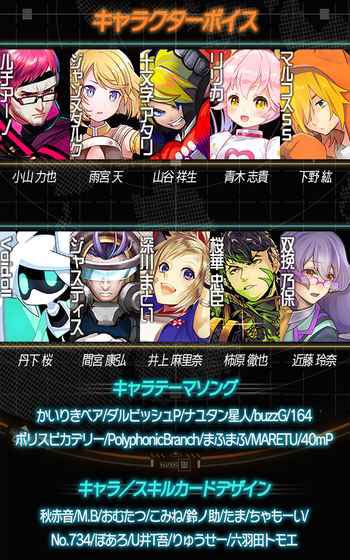 キャラクターボイス
ルチアーノ
ジャンヌダルク
十文字アタリ
リリカ
マルコス'55
小山 力也
雨宮 天
山谷 祥生
青木 志貴
下野 紘
Voidoll
ジャスティス
深川まとい
桜華忠臣
双挽乃保
丹下 桜
間宮 康弘
井上 麻里奈
柿原 徹也
近藤 玲奈
キャラテーマソング
かいりきベア/ダルビッシュP/ナユタン星人/buzzG/164
ポリスピカデリー/PolyphonicBranch/まふまふ/MARETU/40mP
キャラ/スキルカードデザイン
秋赤音/M.B/おむたつ/こみね/鈴ノ助/たま/ちゃもーい/
No.734/ぽあろ/U井T吾/りゅうせー/六羽田トモエ